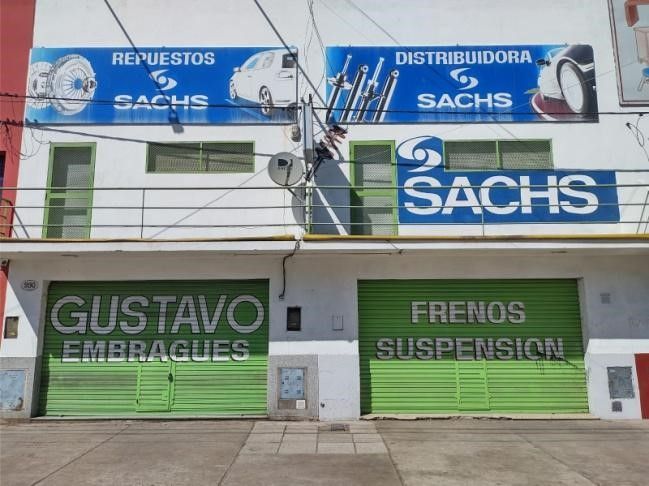 REPUESTOS
SACHS
DISTRIBUIDORA
SACHS
SACHS
GUSTAVO
EMBRAGUES
FRENOS
SUSPENSION